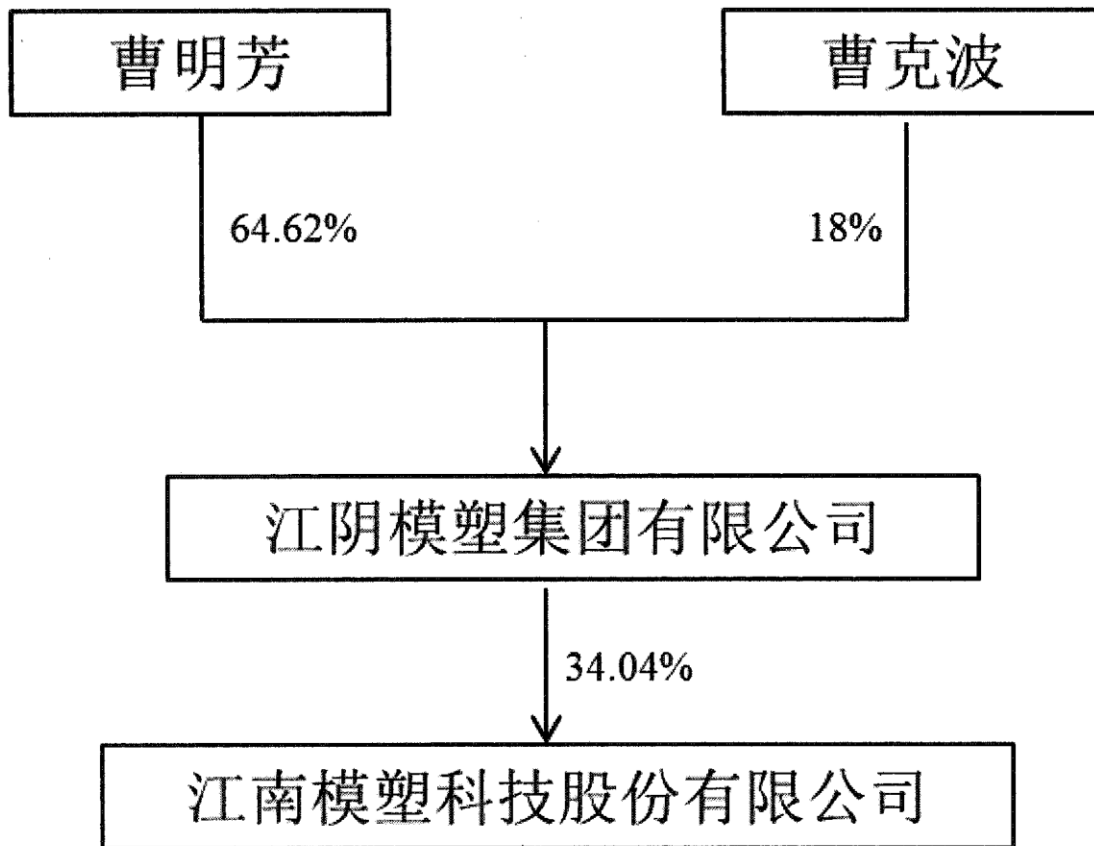 曹明芳
曹克波
64.62%
18%
江阴模塑集团有限公司
34.04%
江南模塑科技股份有限公司